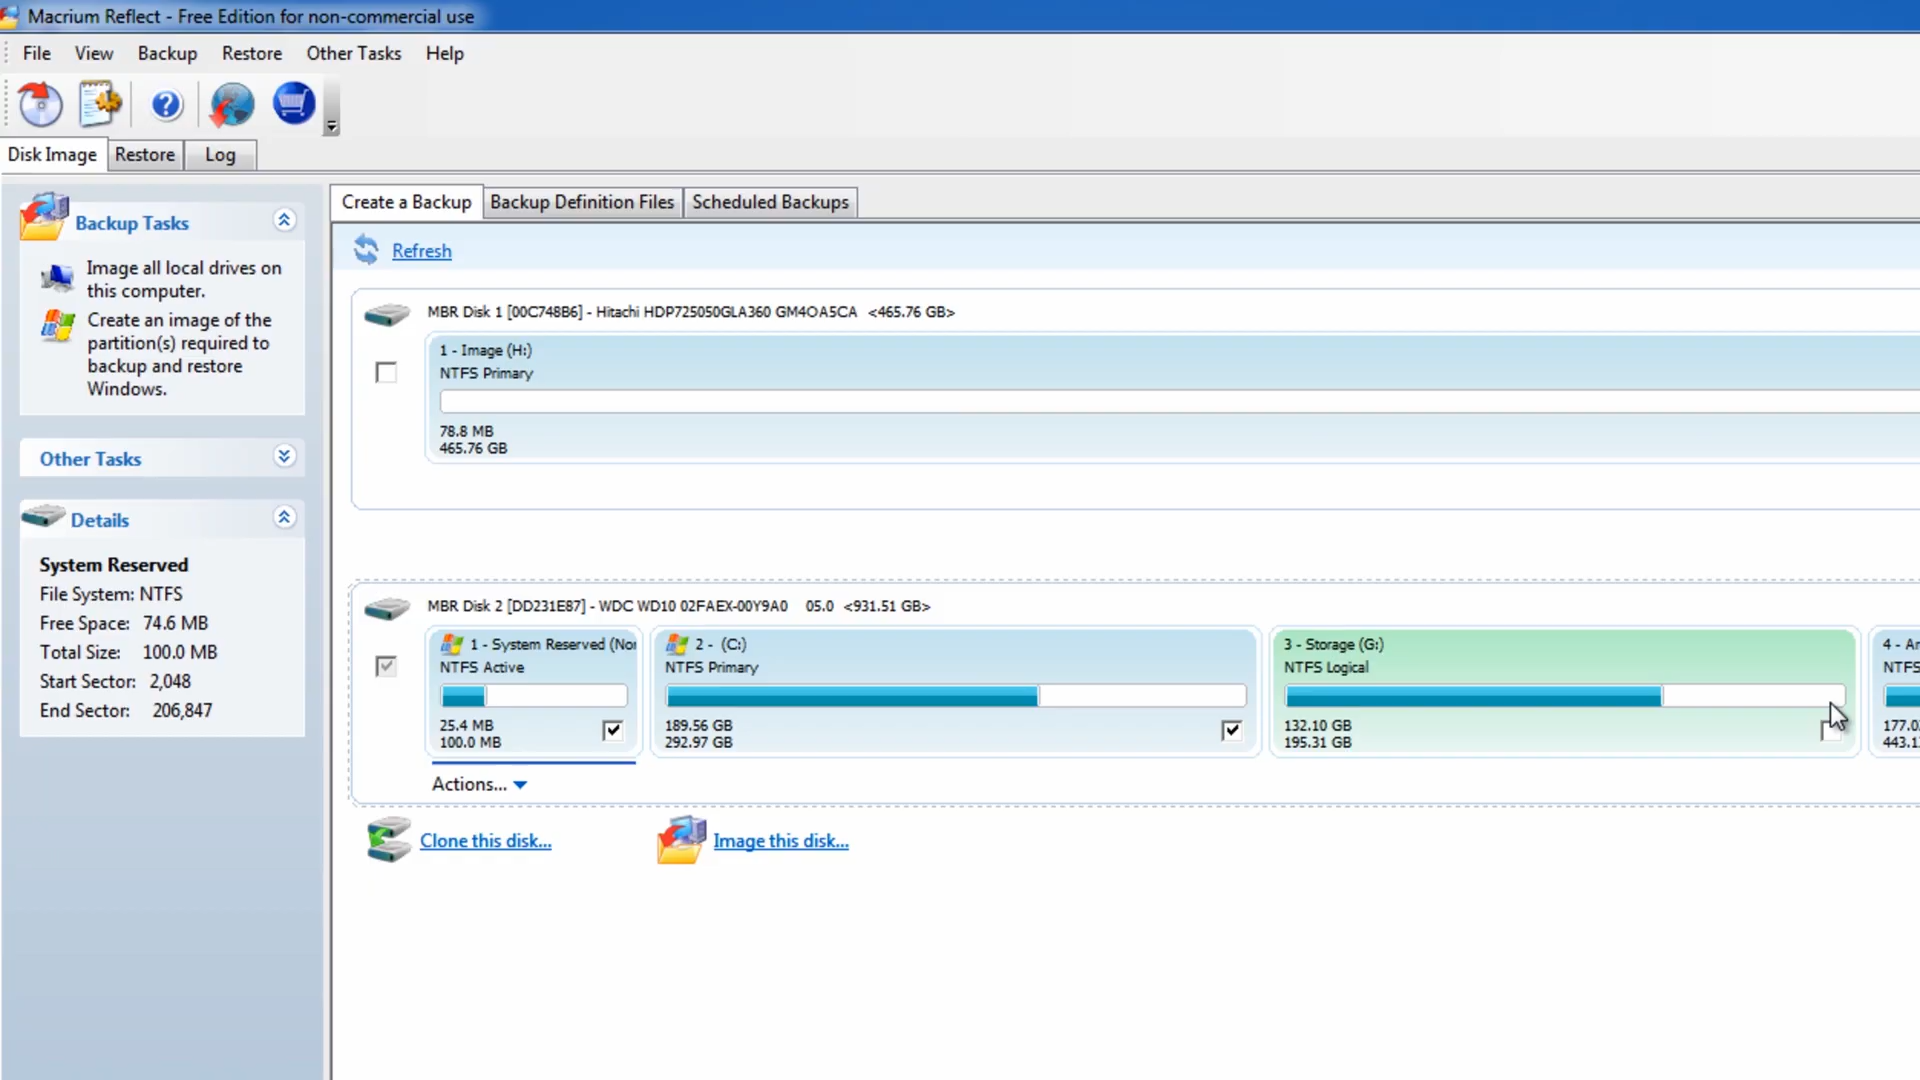 Macrium Reflect - Free Edition for non-commercial use
File View Backup Restore Other Tasks Help
Disk Image Restore Log
Backup Tasks
Image all local drives on
this computer.
Create an image of the
partition(s) required to
backup and restore
Windows.
Other Tasks
Details
System Reserved
File System: NTFS
Free Space: 74.6 MB
Total Size: 100.0 MB
Start Sector: 2,048
End Sector: 206,847
Create a Backup Backup Definition Files Scheduled Backups
Refresh
MBR Disk 1 [00C748B6] - Hitachi HDP725050GLA360 GM4OA5CA <465.76 GB>
1 - Image (H:)
NTFS Primary
78.8 MB
465.76 GB
MBR Disk 2 [DD231E87] - WDC WD10 02FAEX-00Y9A0 05.0 <931.51 GB>
1 - System Reserved (Nor
NTFS Active
25.4 MB
100.0 MB
2 - (C:)
NTFS Primary
189.56 GB
292.97 GB
3 - Storage (G:)
NTFS Logical
132.10 GB
195.31 GB
4 - Ar
NTFS
177.0
443.1
Actions...
Clone this disk... Image this disk...